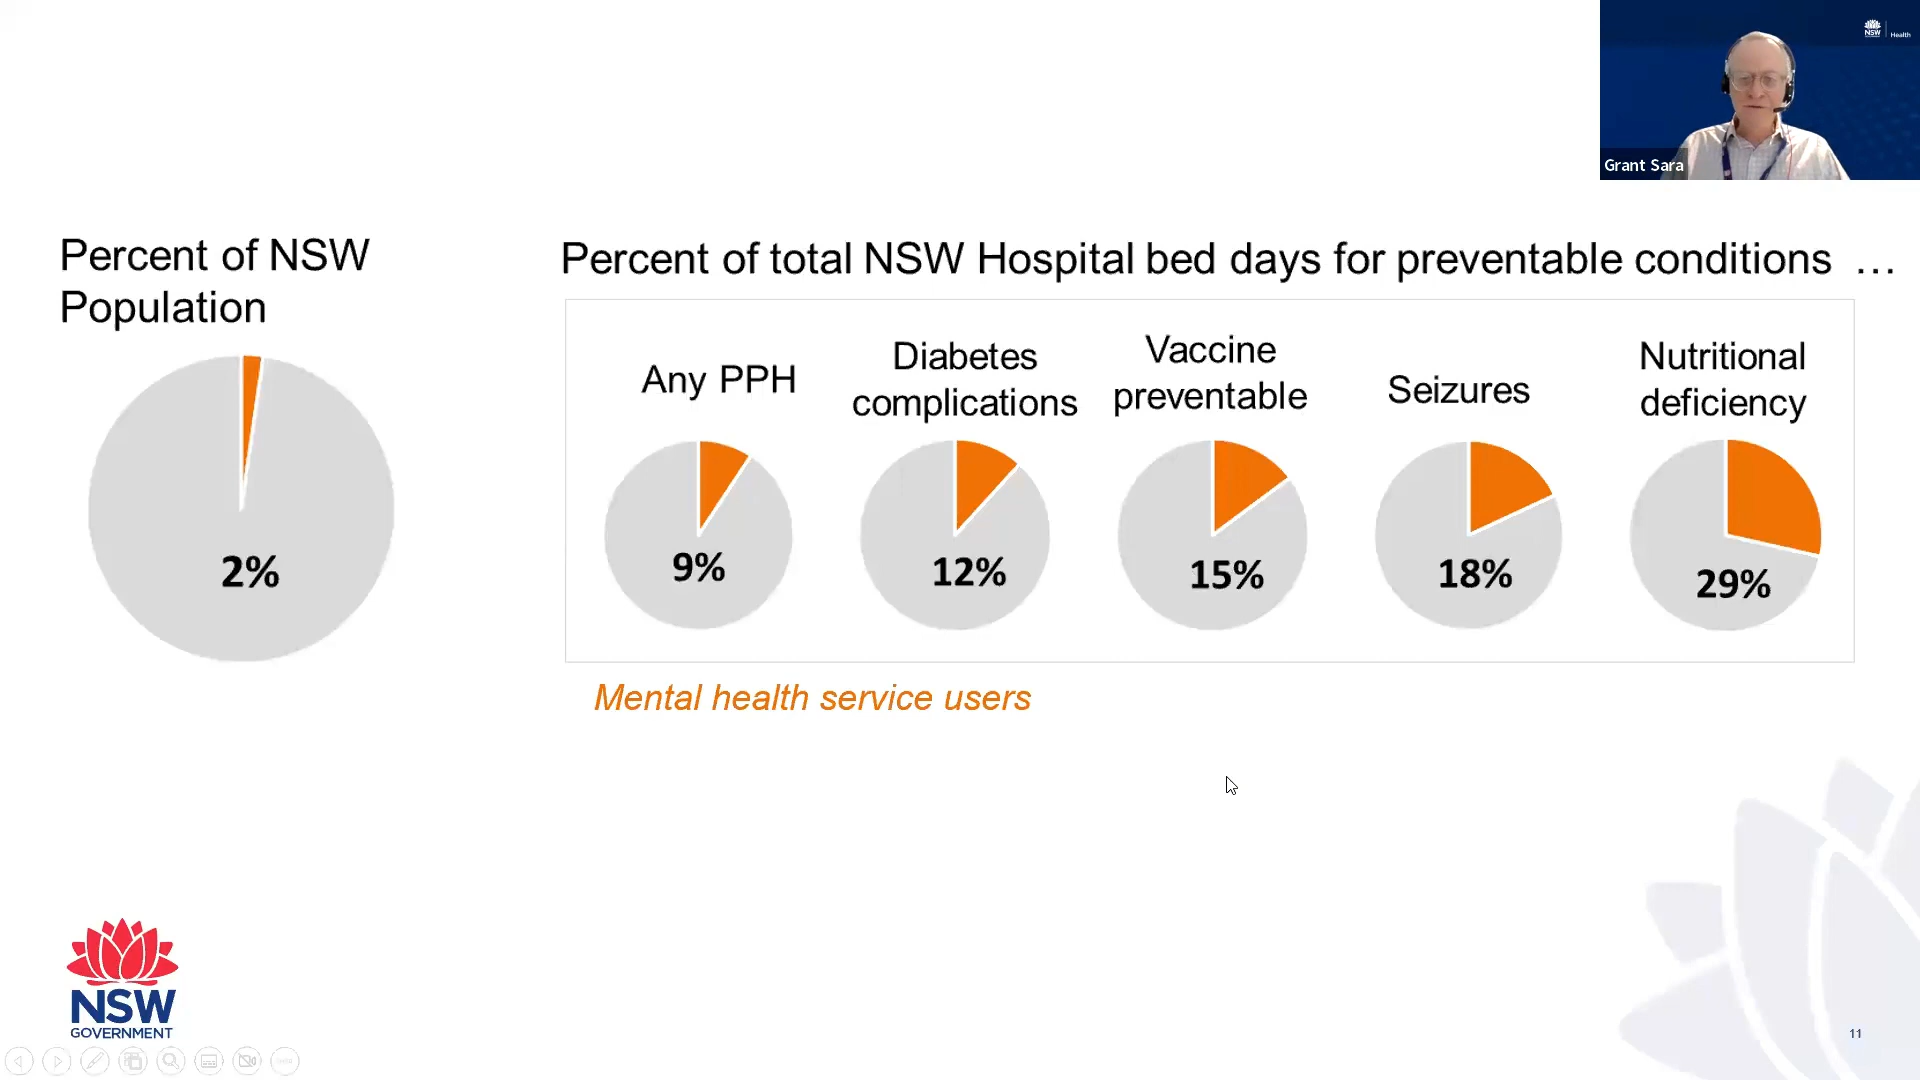 NSW
Health
Grant Sara
Percent of NSW
Population
2%
Percent of total NSW Hospital bed days for preventable conditions …
Any PPH
9%
Diabetes
complications
12%
Vaccine
preventable
15%
Seizures
18%
Nutritional
deficiency
29%
Mental health service users
NSW
GOVERNMENT
11